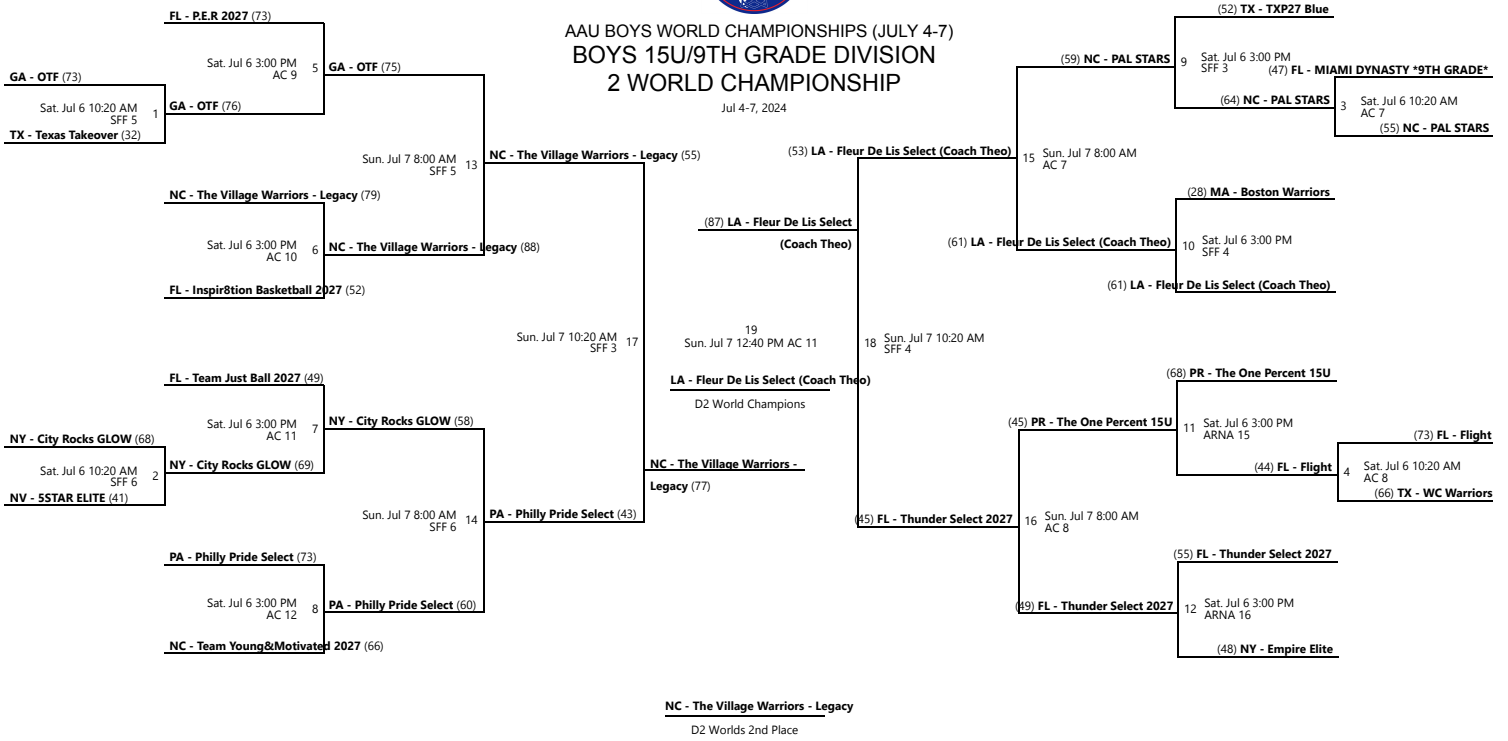 AAU BOYS WORLD CHAMPIONSHIPS (JULY 4-7)
BOYS 15U/9TH GRADE DIVISION
2 WORLD CHAMPIONSHIP
Jul 4-7, 2024
FL - P.E.R 2027 (73)
Sat. Jul 6 3:00 PM
AC 9
5
GA - OTF (75)
GA - OTF (73)
Sat. Jul 6 10:20 AM
SFF 5
1
GA - OTF (76)
TX - Texas Takeover (32)
Sun. Jul 7 8:00 AM
SFF 5
13
NC - The Village Warriors - Legacy (55)
NC - The Village Warriors - Legacy (79)
Sat. Jul 6 3:00 PM
AC 10
6
NC - The Village Warriors - Legacy (88)
FL - Inspir8tion Basketball 2027 (52)
Sun. Jul 7 10:20 AM
SFF 3
17
FL - Team Just Ball 2027 (49)
Sat. Jul 6 3:00 PM
AC 11
7
NY - City Rocks GLOW (58)
NY - City Rocks GLOW (68)
Sat. Jul 6 10:20 AM
SFF 6
2
NY - City Rocks GLOW (69)
NV - 5STAR ELITE (41)
Sun. Jul 7 8:00 AM
SFF 6
14
PA - Philly Pride Select (43)
PA - Philly Pride Select (73)
Sat. Jul 6 3:00 PM
AC 12
8
PA - Philly Pride Select (60)
NC - Team Young&Motivated 2027 (66)
(87) LA - Fleur De Lis Select
(Coach Theo)
19
Sun. Jul 7 12:40 PM AC 11
LA - Fleur De Lis Select (Coach Theo)
D2 World Champions
NC - The Village Warriors -
Legacy (77)
(52) TX - TXP27 Blue
9
Sat. Jul 6 3:00 PM
SFF 3
(59) NC - PAL STARS
(47) FL - MIAMI DYNASTY *9TH GRADE*
(64) NC - PAL STARS
3
Sat. Jul 6 10:20 AM
AC 7
(55) NC - PAL STARS
(53) LA - Fleur De Lis Select (Coach Theo)
15
Sun. Jul 7 8:00 AM
AC 7
(28) MA - Boston Warriors
(61) LA - Fleur De Lis Select (Coach Theo)
10
Sat. Jul 6 3:00 PM
SFF 4
(61) LA - Fleur De Lis Select (Coach Theo)
18
Sun. Jul 7 10:20 AM
SFF 4
(68) PR - The One Percent 15U
(45) PR - The One Percent 15U
11
Sat. Jul 6 3:00 PM
ARNA 15
(73) FL - Flight
(44) FL - Flight
4
Sat. Jul 6 10:20 AM
AC 8
(66) TX - WC Warriors
(45) FL - Thunder Select 2027
16
Sun. Jul 7 8:00 AM
AC 8
(55) FL - Thunder Select 2027
(49) FL - Thunder Select 2027
12
Sat. Jul 6 3:00 PM
ARNA 16
(48) NY - Empire Elite
NC - The Village Warriors - Legacy
D2 Worlds 2nd Place